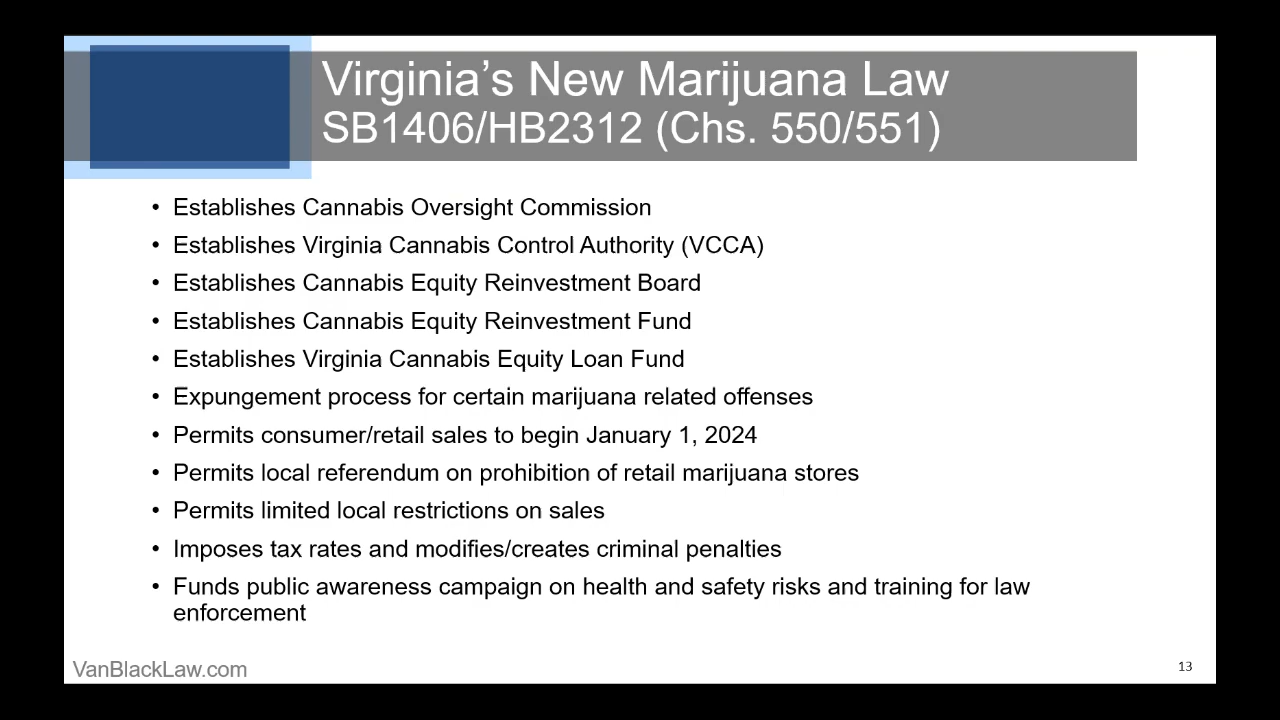 Virginia’s New Marijuana Law
SB1406/HB2312 (Chs. 550/551)
• Establishes Cannabis Oversight Commission
• Establishes Virginia Cannabis Control Authority (VCCA)
• Establishes Cannabis Equity Reinvestment Board
• Establishes Cannabis Equity Reinvestment Fund
• Establishes Virginia Cannabis Equity Loan Fund
• Expungement process for certain marijuana related offenses
• Permits consumer/retail sales to begin January 1, 2024
• Permits local referendum on prohibition of retail marijuana stores
• Permits limited local restrictions on sales
• Imposes tax rates and modifies/creates criminal penalties
• Funds public awareness campaign on health and safety risks and training for law
enforcement
VanBlackLaw.com
13